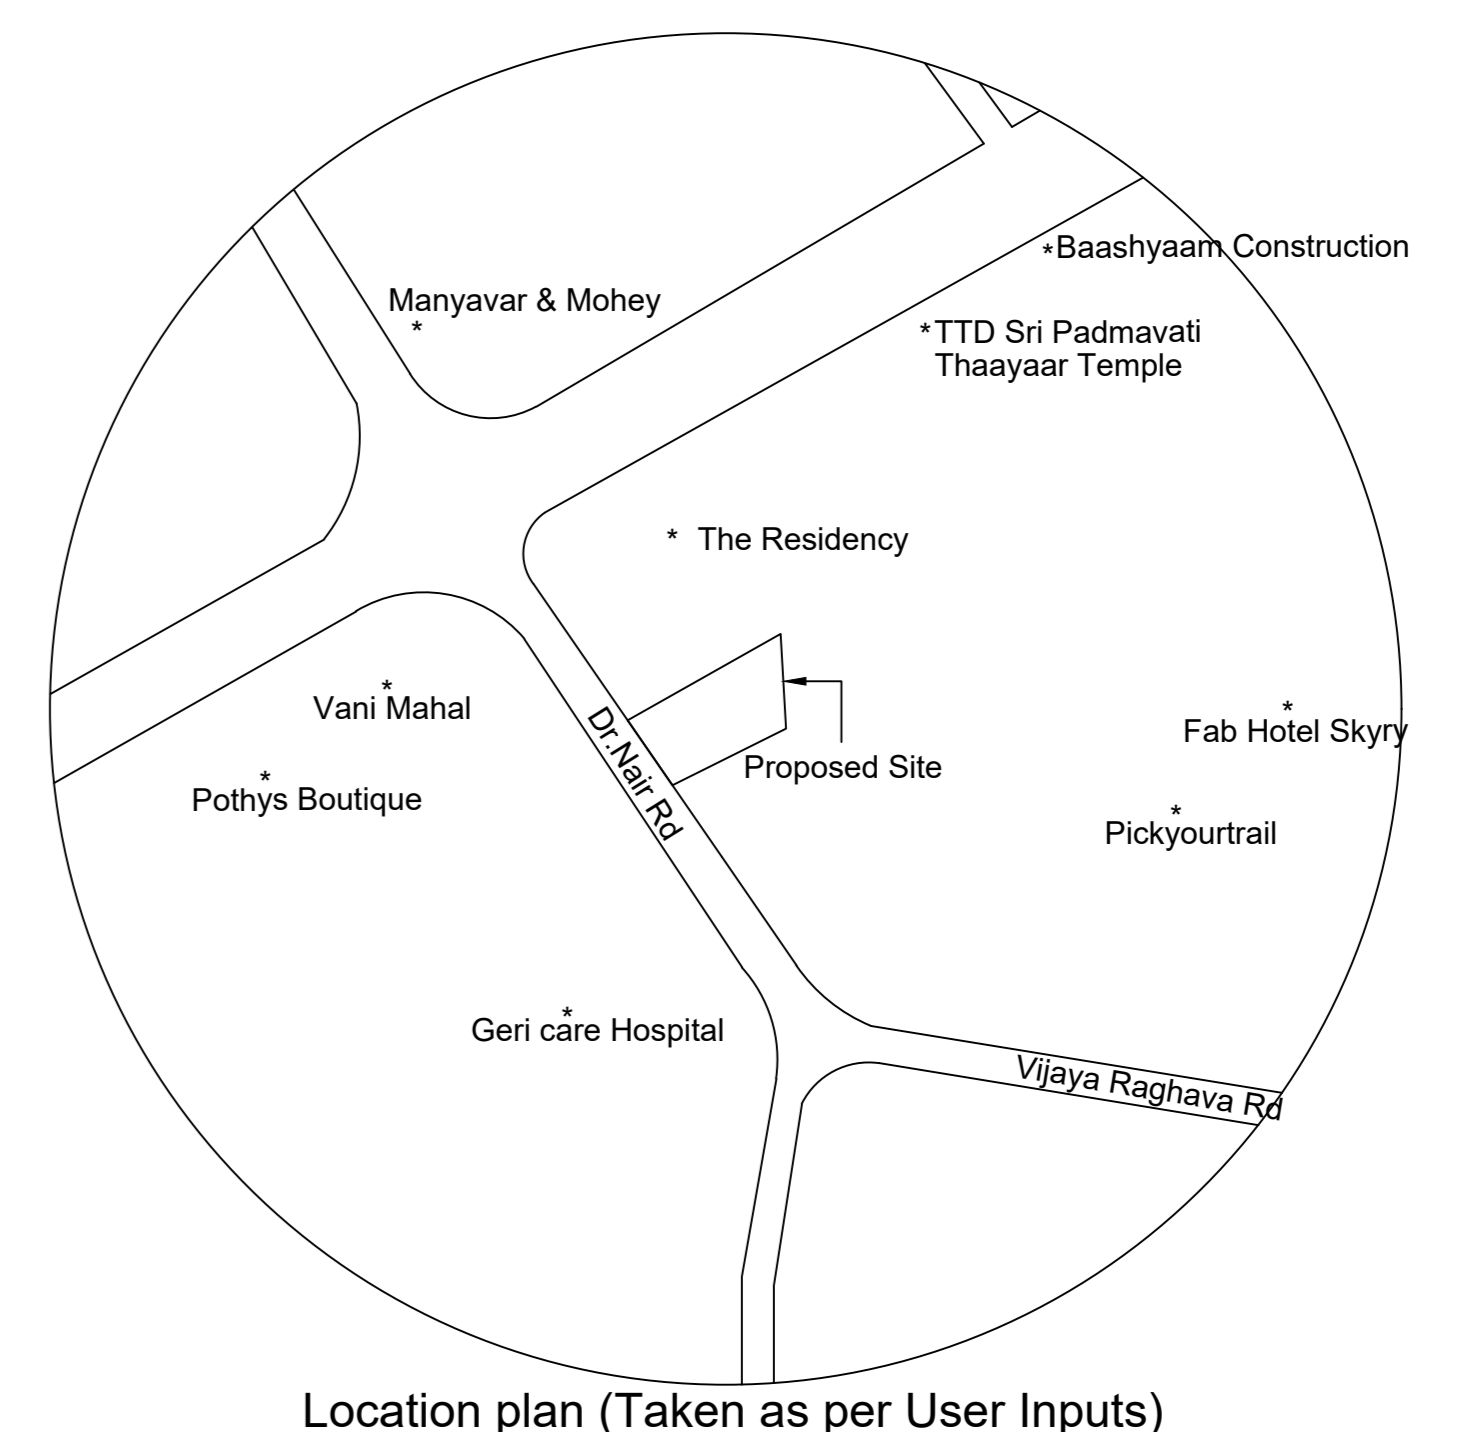 *Baashyaam Construction
Manyavar & Mohey
*
*TTD Sri Padmavati
Thaayaar Temple
* The Residency
*
Vani Mahal
Dr.Nair Rd
*
Fab Hotel Skyry
Proposed Site
*
Pothys Boutique
*
Pickyourtrail
*
Geri care Hospital
Vijaya Raghava Rd
Location plan (Taken as per User Inputs)